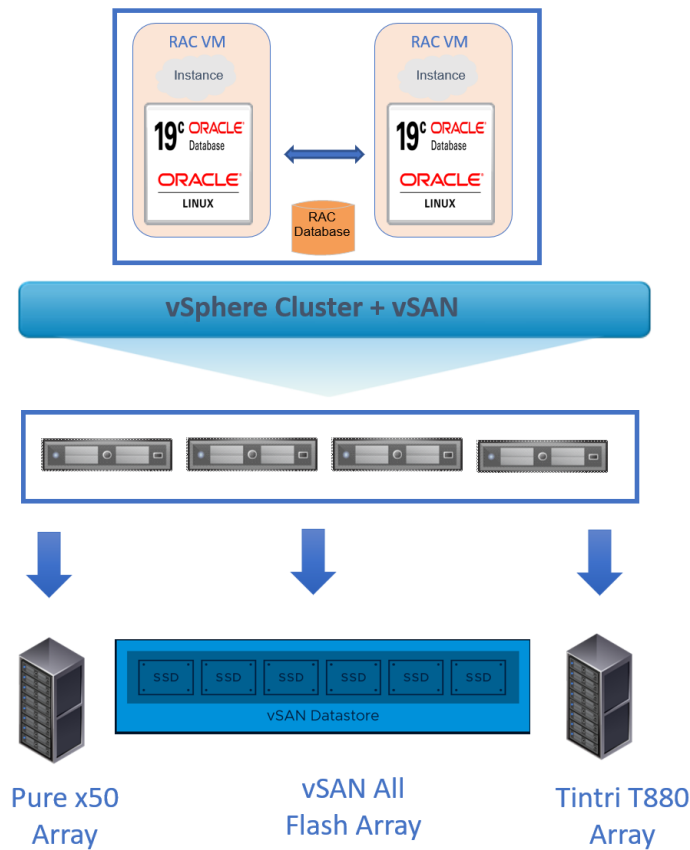 RAC VM
Instance
19c ORACLE
Database
ORACLE
LINUX
RAC VM
Instance
19c ORACLE
Database
ORACLE
LINUX
RAC
Database
vSphere Cluster + vSAN
SSD SSD SSD SSD SSD SSD
vSAN Datastore
Pure x50
Array
vSAN All
Flash Array
Tintri T880
Array